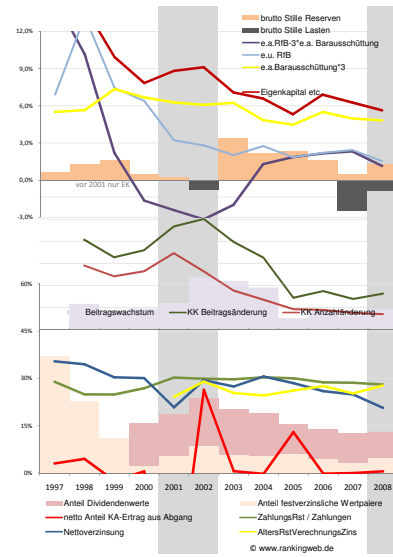 brutto Stille Reserven
12,0%
brutto Stille Lasten
e.a.RfB-3*e.a. Barausschüttung
9,0%
e.u. RfB
e.a.Barausschüttung*3
6,0%
Eigenkapital etc.
3,0%
0,0%
vor 2001 nur EK
-3,0%
60%
Beitragswachstum
KK Beitragsänderung
KK Anzahländerung
45%
30%
15%
0%
1997 1998 1999 2000 2001 2002 2003 2004 2005 2006 2007 2008
Anteil Dividendenwerte
Anteil festverzinsliche Wertpaiere
netto Anteil KA-Ertrag aus Abgang
ZahlungsRst / Zahlungen
Nettoverzinsung
AltersRstVerechnungsZins
© www.rankingweb.de